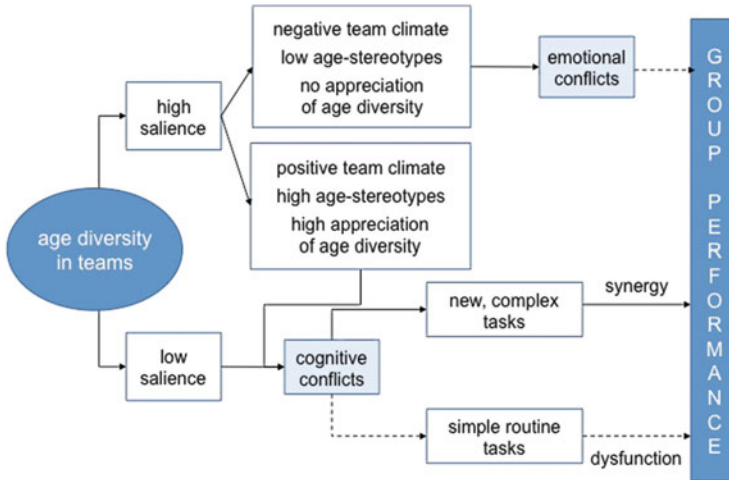 negative team climate
low age-stereotypes
no appreciation
of age diversity
emotional
conflicts
high
salience
positive team climate
high age-stereotypes
high appreciation
of age diversity
age diversity
in teams
new, complex
tasks
synergy
low
salience
cognitive
conflicts
simple routine
tasks
dysfunction
GROUP PERFORMANCE